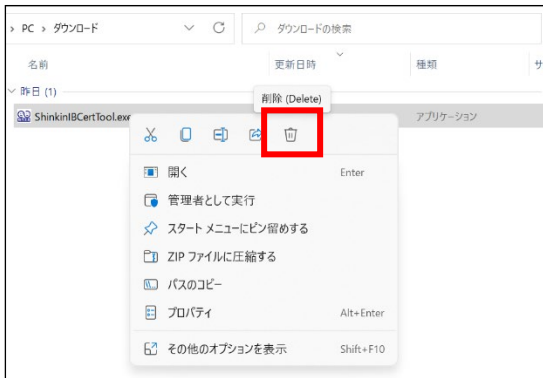 › PC › ダウンロード
ダウンロードの検索
名前 更新日時 種類 サ
昨日 (1)
削除 (Delete)
ShinkinIBCertTool.exe アプリケーション
開く Enter
管理者として実行
スタート メニューにピン留めする
ZIP ファイルに圧縮する
パスのコピー
プロパティ Alt+Enter
その他のオプションを表示 Shift+F10